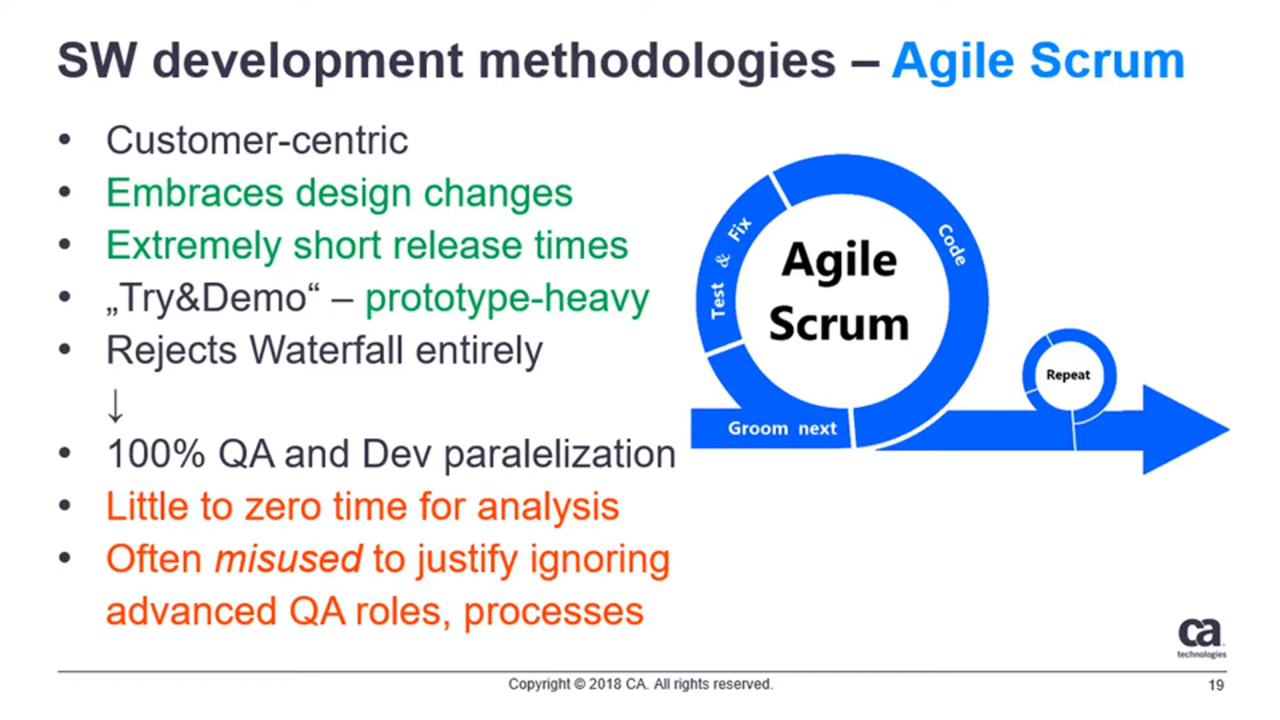 SW development methodologies – Agile Scrum
• Customer-centric
• Embraces design changes
• Extremely short release times
• „Try&Demo“ – prototype-heavy
• Rejects Waterfall entirely
↓
• 100% QA and Dev paralelization
• Little to zero time for analysis
• Often misused to justify ignoring
advanced QA roles, processes
Test & Fix
Code
Agile
Scrum
Groom next
Repeat
ca
technologies
Copyright © 2018 CA. All rights reserved.
19